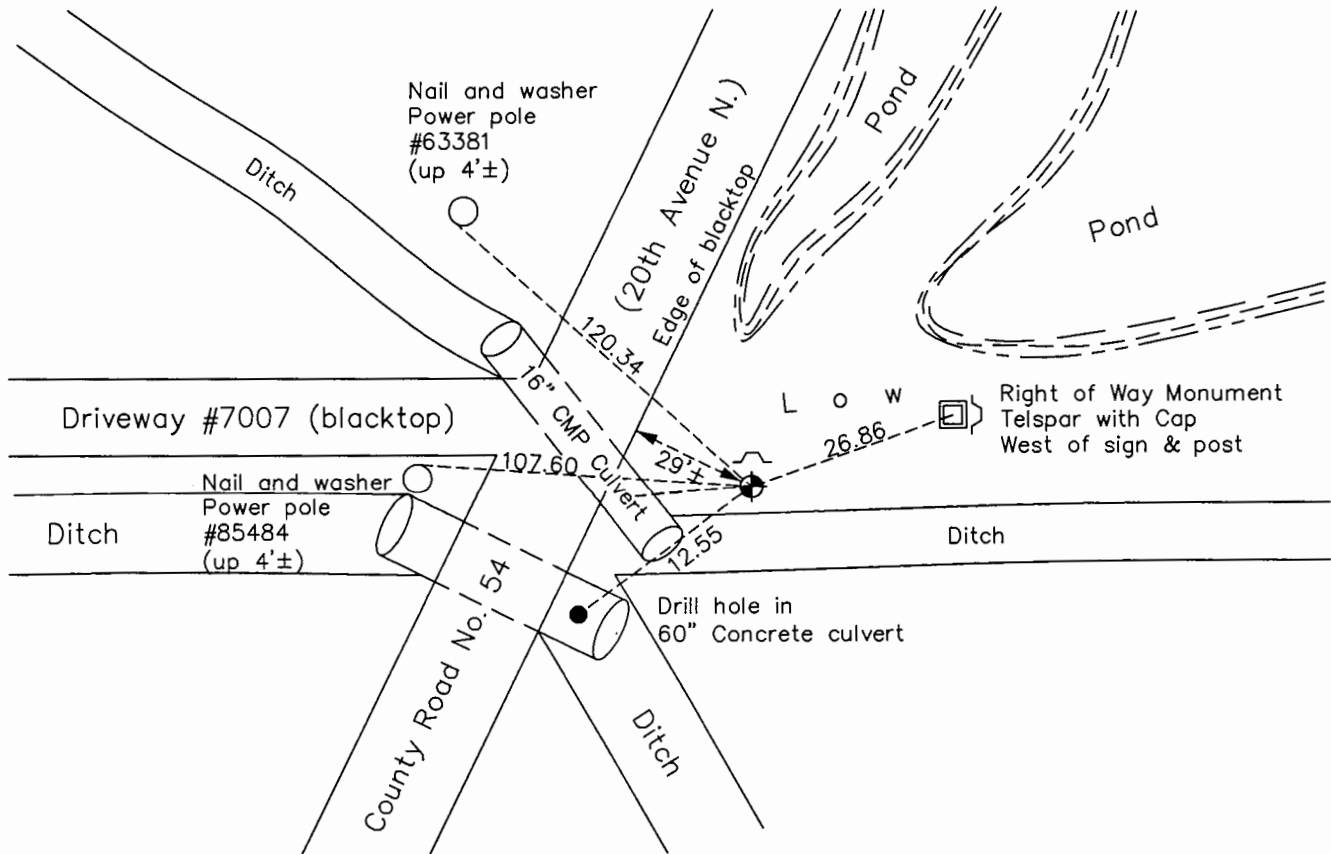 Nail and washer
Power pole
#63381
(up 4'±)
Ditch
(20th Avenue N.)
Edge of blacktop
Pond
Pond
120.34
16" CMP Culvert
Driveway #7007 (blacktop)
L o w
Right of Way Monument
Telspar with Cap
West of sign & post
26.86
29'±
107.60
Nail and washer
Power pole
#85484
(up 4'±)
Ditch
Ditch
12.55
County Road No. 54
Drill hole in
60" Concrete culvert
Ditch